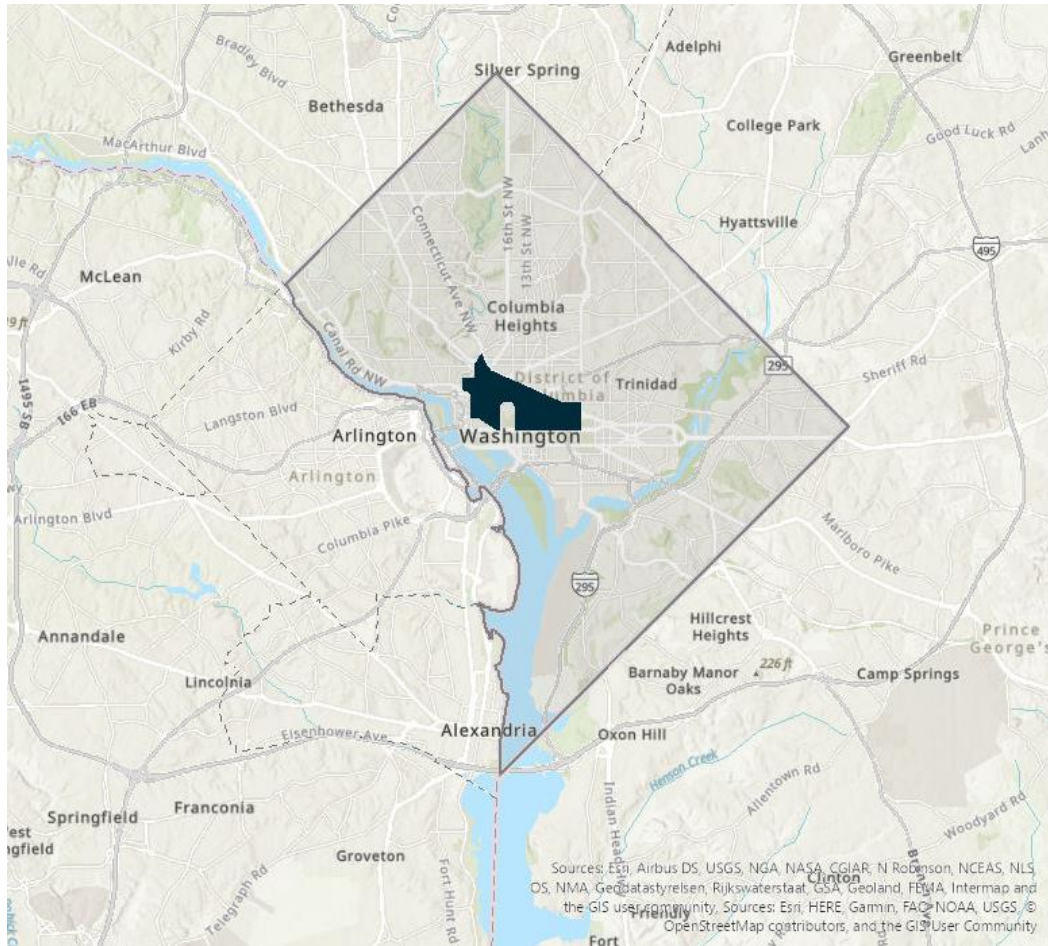 Adelphi
Greenbelt
Bradley Blvd
Silver Spring
Bethesda
College Park
Good Luck Rd
MacArthur Blvd
16th St NW
13th St NW
Connecticut Ave NW
Hyattsville
495
McLean
Kirby Rd
Columbia
Heights
Canal Rd NW
295
Sheriff Rd
District of
Trinidad
Langston Blvd
Arlington
Washington
Arlington
Arlington Blvd
Columbia Pike
Marlboro Pike
295
Annandale
Hillcrest
Heights
Prince
George's
Lincolnia
Barnaby Manor
Oaks
226 ft
Camp Springs
Alexandria
Eisenhower Ave
Oxon Hill
Henson Creek
Allentown Rd
Woodyard Rd
Springfield
Franconia
Groveton
Telegraph Rd
Fort Hunt Rd
Clinton
Friendly
Fort
Sources: Esri, Airbus DS, USGS, NGA, NASA, CGIAR, N Robinson, NCEAS, NLS,
OS, NMA, Geodatastyrelsen, Rijkswaterstaat, GSA, Geoland, FEMA, Intermap and
the GIS user community, Sources: Esri, HERE, Garmin, FAO, NOAA, USGS, ©
OpenStreetMap contributors, and the GIS User Community